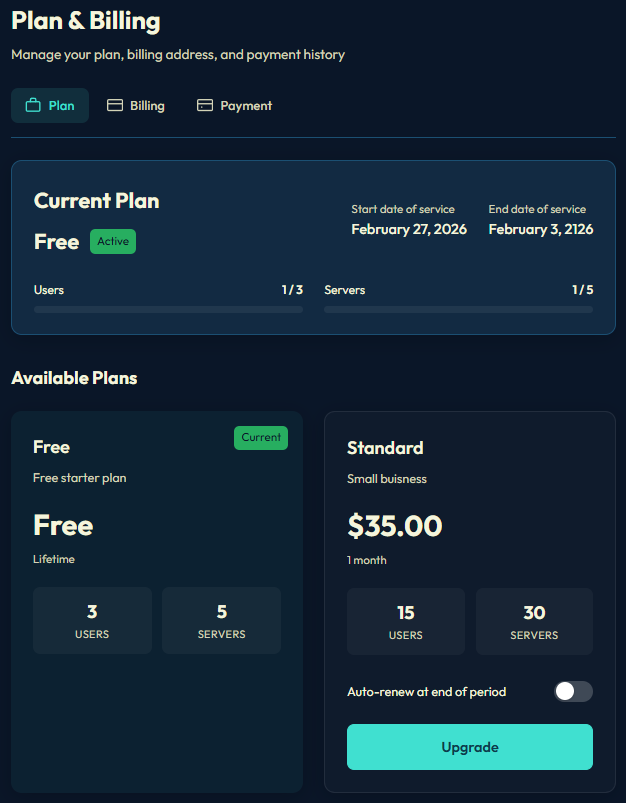 Plan & Billing
Manage your plan, billing address, and payment history
Plan
Billing
Payment
Current Plan
Free
Active
Start date of service
February 27, 2026
End date of service
February 3, 2126
Users
1 / 3
Servers
1 / 5
Available Plans
Free
Current
Free starter plan
Free
Lifetime
3
USERS
5
SERVERS
Standard
Small buisness
$35.00
1 month
15
USERS
30
SERVERS
Auto-renew at end of period
Upgrade